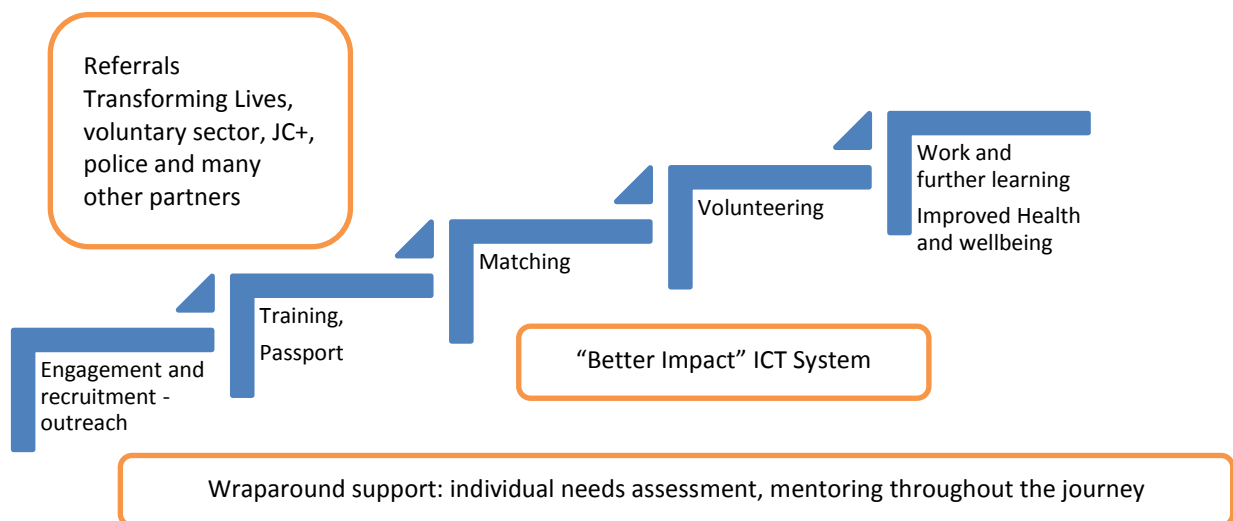 Referrals
Transforming Lives,
voluntary sector, JC+,
police and many
other partners
Work and
further learning
Improved Health
and wellbeing
Volunteering
Matching
Training,
Passport
Engagement and
recruitment -
outreach
“Better Impact” ICT System
Wraparound support: individual needs assessment, mentoring throughout the journey